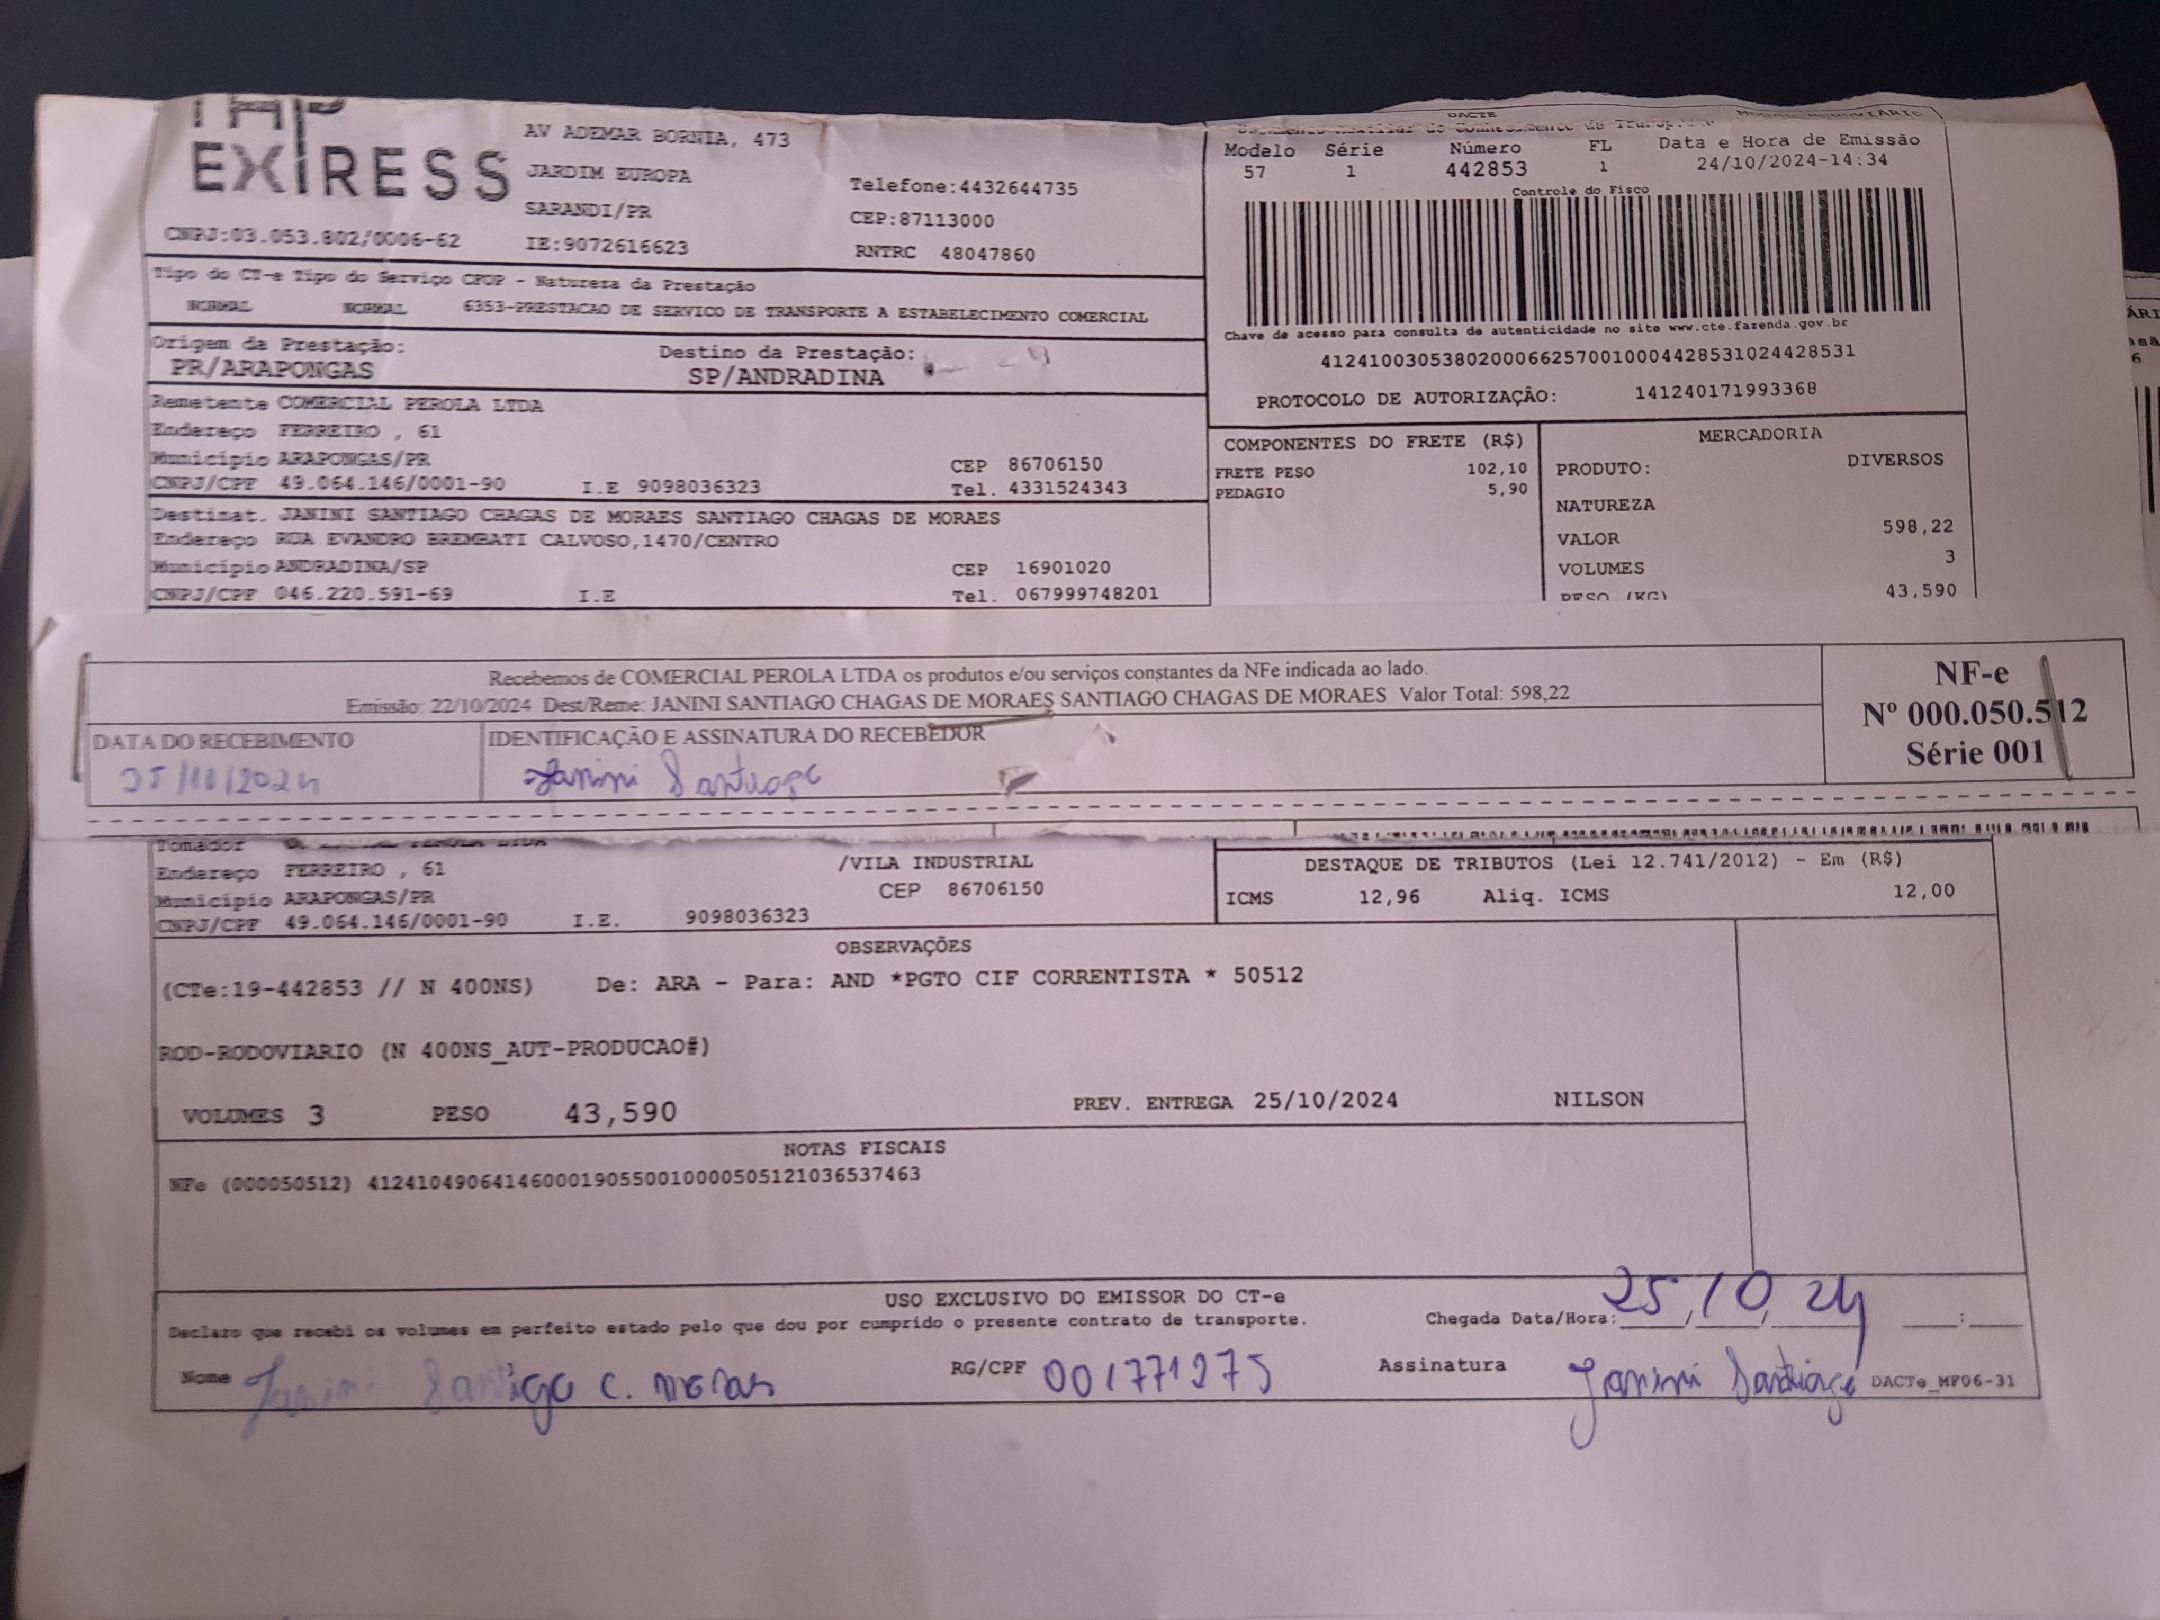 EXPRESS
AV ADEMAR BORNIA, 473
JARDIM EUROPA
SARANDI/PR
IE:9072616623
Telefone:4432644735
CEP:87113000
RNTRC 48047860
CNPJ:03.053.802/0006-62
DACTE
Modelo Série Número FL Data e Hora de Emissão
57 1 442853 1 24/10/2024-14:34
Controle do Fisco
Chave de acesso para consulta de autenticidade no site www.cte.fazenda.gov.br
41241003053802000662570010004428531024428531
PROTOCOLO DE AUTORIZAÇÃO: 141240171993368
Tipo do CT-e Tipo do Serviço CFOP - Natureza da Prestação
NORMAL NORMAL 6353-PRESTACAO DE SERVICO DE TRANSPORTE A ESTABELECIMENTO COMERCIAL
Origem da Prestação: Destino da Prestação:
PR/ARAPONGAS SP/ANDRADINA
Remetente COMERCIAL PEROLA LTDA
Endereço FERREIRO , 61
Município ARAPONGAS/PR CEP 86706150
CNPJ/CPF 49.064.146/0001-90 I.E 9098036323 Tel. 4331524343
Destinat. JANINI SANTIAGO CHAGAS DE MORAES SANTIAGO CHAGAS DE MORAES
Endereço RUA EVANDRO BREMBATI CALVOSO,1470/CENTRO
Município ANDRADINA/SP CEP 16901020
CNPJ/CPF 046.220.591-69 I.E Tel. 067999748201
COMPONENTES DO FRETE (R$)
FRETE PESO 102,10
PEDAGIO 5,90
MERCADORIA
PRODUTO: DIVERSOS
NATUREZA
VALOR 598,22
VOLUMES 3
PESO (KG) 43,590
Recebemos de COMERCIAL PEROLA LTDA os produtos e/ou serviços constantes da NFe indicada ao lado.
Emissão: 22/10/2024 Dest/Reme: JANINI SANTIAGO CHAGAS DE MORAES SANTIAGO CHAGAS DE MORAES Valor Total: 598,22
DATA DO RECEBIMENTO IDENTIFICAÇÃO E ASSINATURA DO RECEBEDOR
25/10/2024 Janini Santiago
NF-e
Nº 000.050.512
Série 001
Tomador
Endereço FERREIRO , 61 /VILA INDUSTRIAL
Município ARAPONGAS/PR CEP 86706150
CNPJ/CPF 49.064.146/0001-90 I.E. 9098036323
DESTAQUE DE TRIBUTOS (Lei 12.741/2012) - Em (R$)
ICMS 12,96 Aliq. ICMS 12,00
OBSERVAÇÕES
(CTe:19-442853 // N 400NS) De: ARA - Para: AND *PGTO CIF CORRENTISTA * 50512
ROD-RODOVIARIO (N 400NS_AUT-PRODUCAO#)
VOLUMES 3 PESO 43,590 PREV. ENTREGA 25/10/2024 NILSON
NOTAS FISCAIS
NFe (000050512) 41241049064146000190550010000505121036537463
USO EXCLUSIVO DO EMISSOR DO CT-e
Declaro que recebi os volumes em perfeito estado pelo que dou por cumprido o presente contrato de transporte.
Chegada Data/Hora: 25/10/24 __:__
Nome Janini Santiago C. Moraes RG/CPF 001771275 Assinatura Janini Santiago DACTe_MF06-31